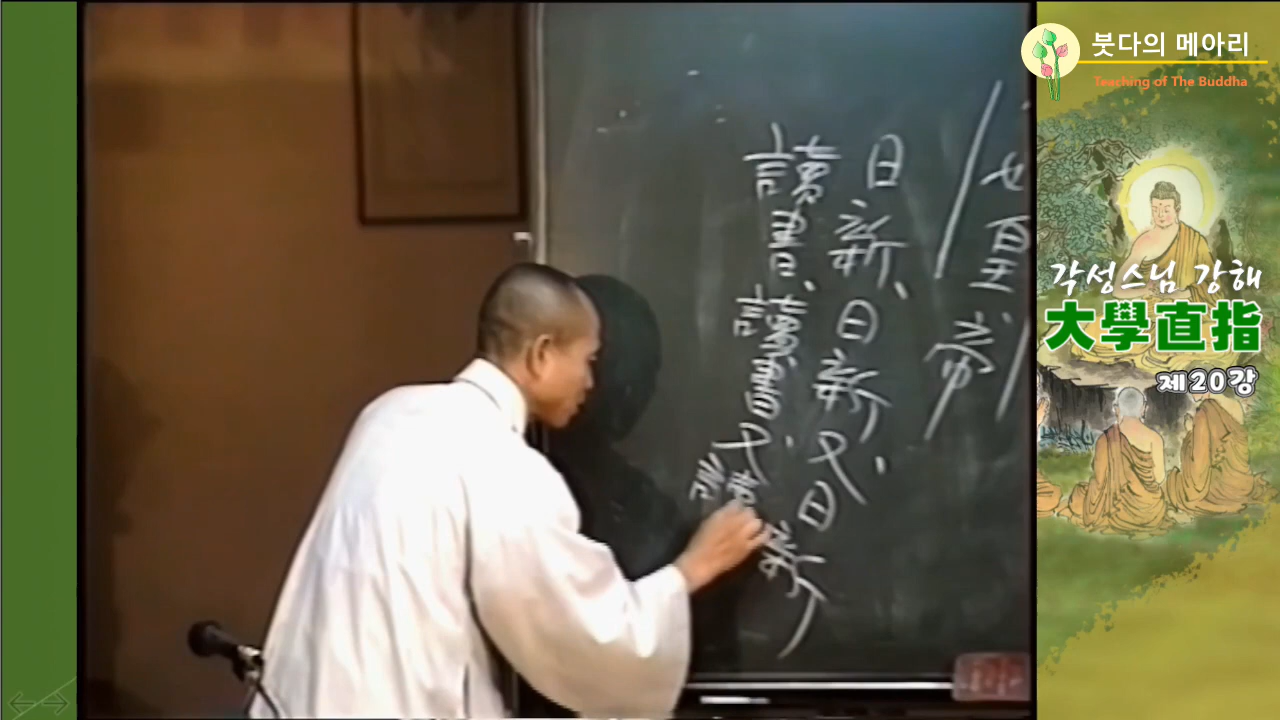 붓다의 메아리
Teaching of The Buddha
각성스님 강해
大學直指
제20강
日新、日新、又日新
讀書、讀書、又讀